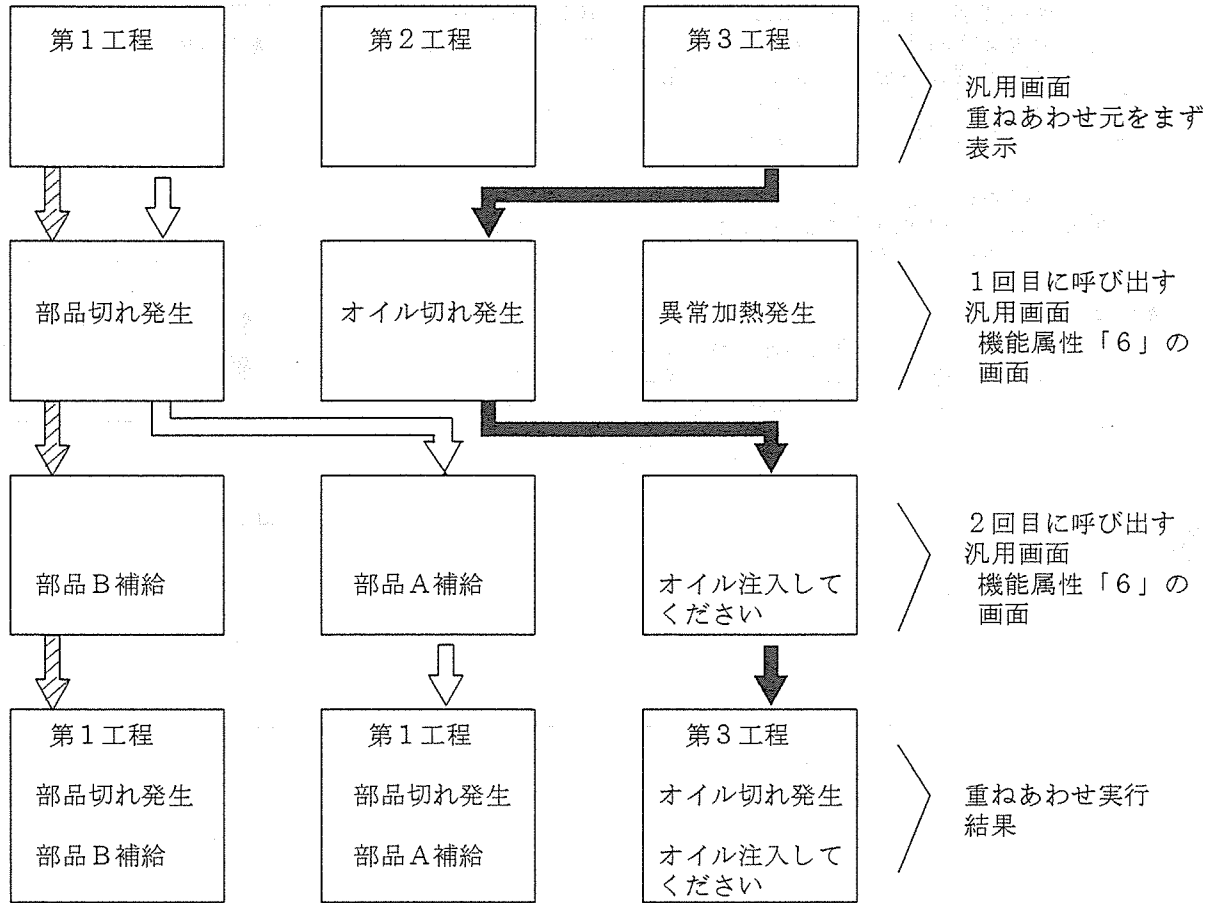 第１工程
第２工程
第３工程
汎用画面
重ねあわせ元をまず
表示
部品切れ発生
オイル切れ発生
異常加熱発生
１回目に呼び出す
汎用画面
機能属性「６」の
画面
部品Ｂ補給
部品Ａ補給
オイル注入して
ください
２回目に呼び出す
汎用画面
機能属性「６」の
画面
第１工程
部品切れ発生
部品Ｂ補給
第１工程
部品切れ発生
部品Ａ補給
第３工程
オイル切れ発生
オイル注入して
ください
重ねあわせ実行
結果